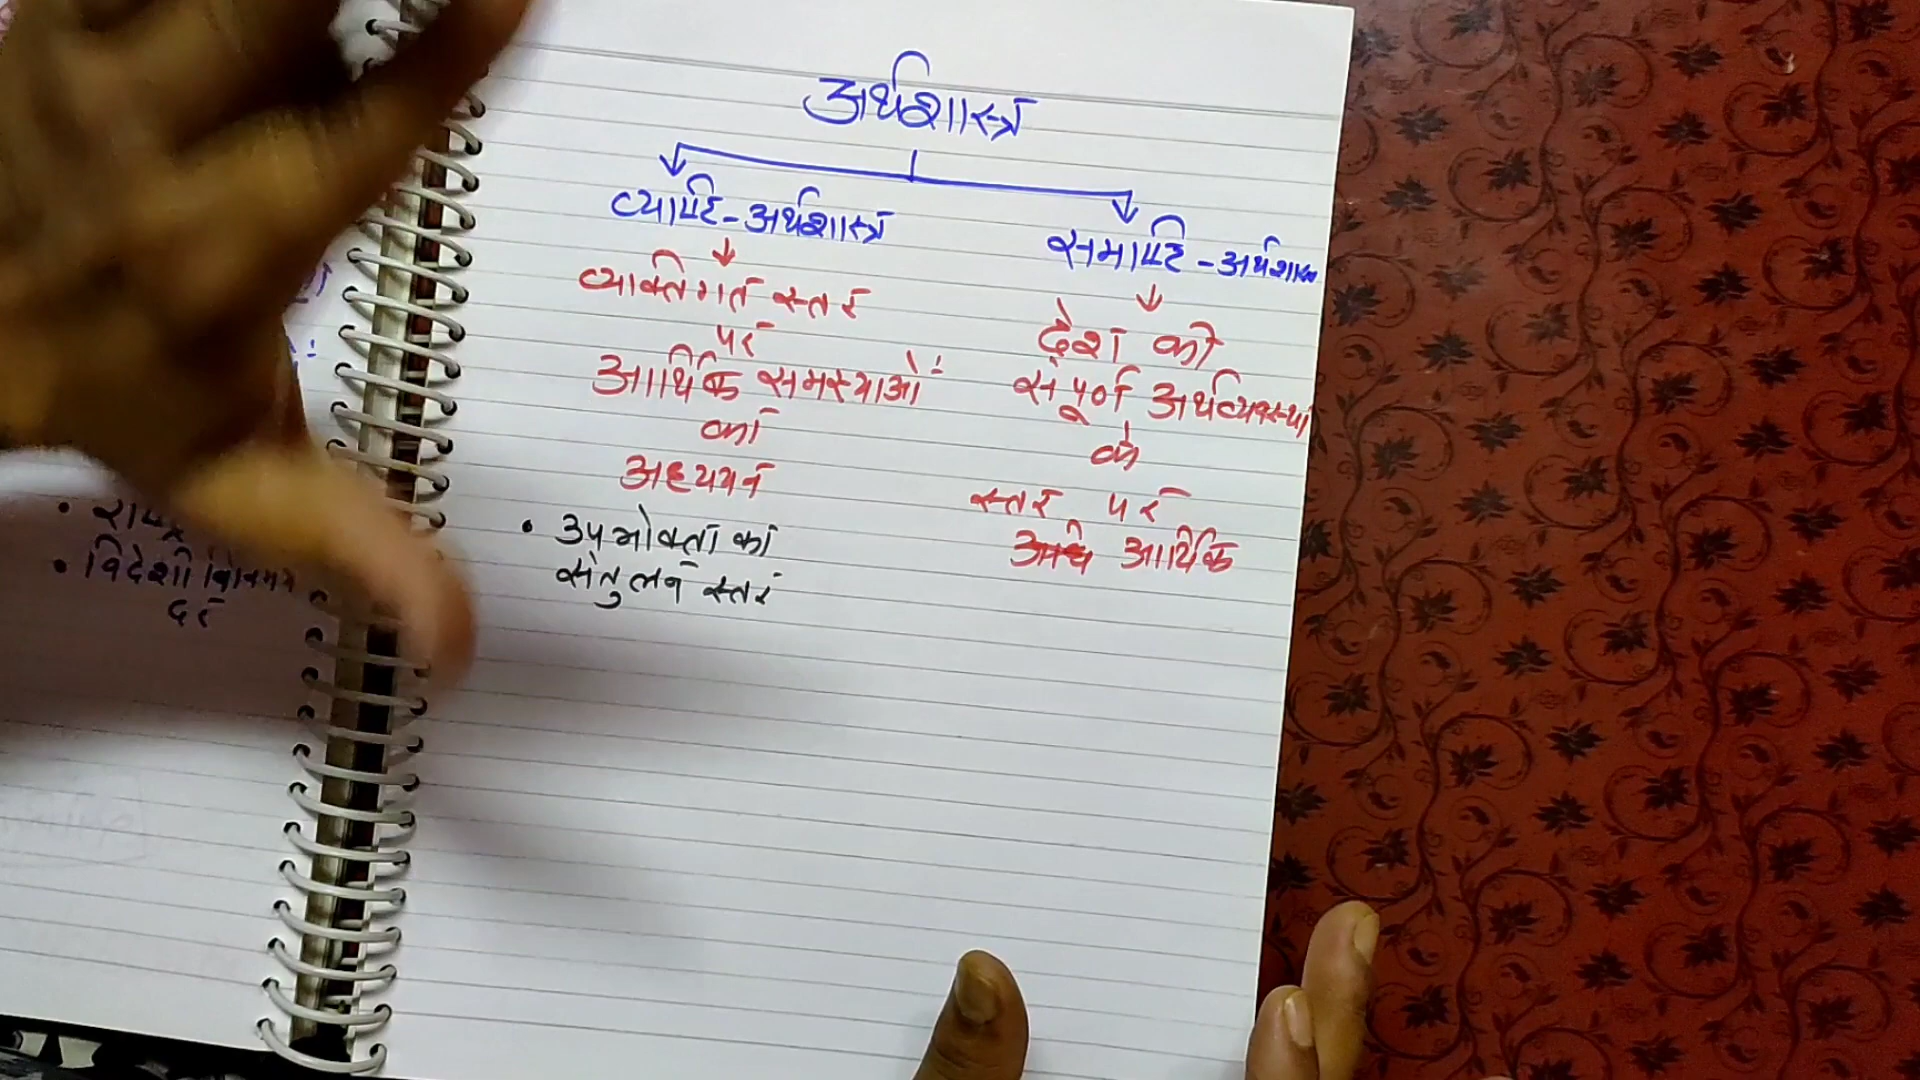 अर्थशास्त्र
व्यष्टि-अर्थशास्त्र
समष्टि-अर्थशास्त्र
व्यक्तिगत स्तर
पर
आर्थिक समस्याओं
का
अध्ययन
• उपभोक्ता का
संतुलन स्तर
देश की
संपूर्ण अर्थव्यवस्था
के
स्तर पर
आर्थिक
• विदेशी विनिमय
दर